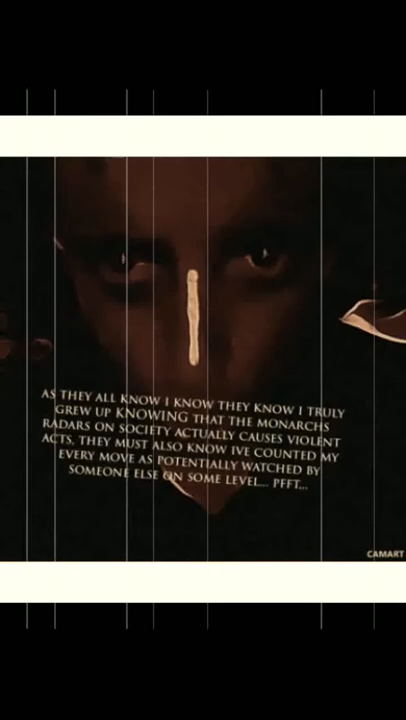 AS THEY ALL KNOW I KNOW THEY KNOW I TRULY
GREW UP KNOWING THAT THE MONARCHS
RADARS ON SOCIETY ACTUALLY CAUSES VIOLENT
ACTS, THEY MUST ALSO KNOW IVE COUNTED MY
EVERY MOVE AS POTENTIALLY WATCHED BY
SOMEONE ELSE ON SOME LEVEL... PFFT...
CAMART